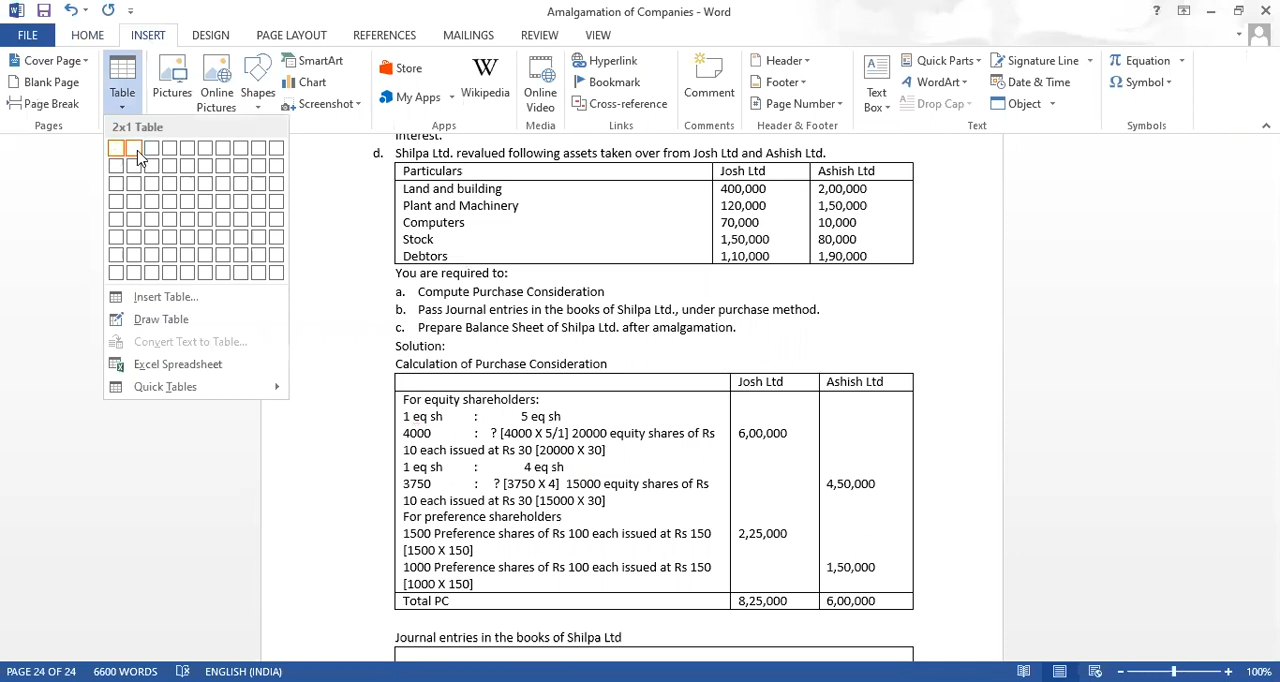 Amalgamation of Companies - Word
FILE HOME INSERT DESIGN PAGE LAYOUT REFERENCES MAILINGS REVIEW VIEW
Cover Page
Blank Page
Page Break
Pages
Table
Pictures
Online Pictures
Shapes
SmartArt
Chart
Screenshot
Store
My Apps
Wikipedia
Apps
Online Video
Media
Hyperlink
Bookmark
Cross-reference
Links
Comment
Comments
Header
Footer
Page Number
Header & Footer
Text Box
Quick Parts
WordArt
Drop Cap
Signature Line
Date & Time
Object
Text
Equation
Symbol
Symbols
2x1 Table
Insert Table...
Draw Table
Convert Text to Table...
Excel Spreadsheet
Quick Tables
interest.
d. Shilpa Ltd. revalued following assets taken over from Josh Ltd and Ashish Ltd.
Particulars Josh Ltd Ashish Ltd
Land and building 400,000 2,00,000
Plant and Machinery 120,000 1,50,000
Computers 70,000 10,000
Stock 1,50,000 80,000
Debtors 1,10,000 1,90,000
You are required to:
a. Compute Purchase Consideration
b. Pass Journal entries in the books of Shilpa Ltd., under purchase method.
c. Prepare Balance Sheet of Shilpa Ltd. after amalgamation.
Solution:
Calculation of Purchase Consideration
Josh Ltd Ashish Ltd
For equity shareholders:
1 eq sh : 5 eq sh
4000 : ? [4000 X 5/1] 20000 equity shares of Rs 6,00,000
10 each issued at Rs 30 [20000 X 30]
1 eq sh : 4 eq sh
3750 : ? [3750 X 4] 15000 equity shares of Rs 4,50,000
10 each issued at Rs 30 [15000 X 30]
For preference shareholders
1500 Preference shares of Rs 100 each issued at Rs 150 2,25,000
[1500 X 150]
1000 Preference shares of Rs 100 each issued at Rs 150 1,50,000
[1000 X 150]
Total PC 8,25,000 6,00,000
Journal entries in the books of Shilpa Ltd
PAGE 24 OF 24 6600 WORDS ENGLISH (INDIA) 100%